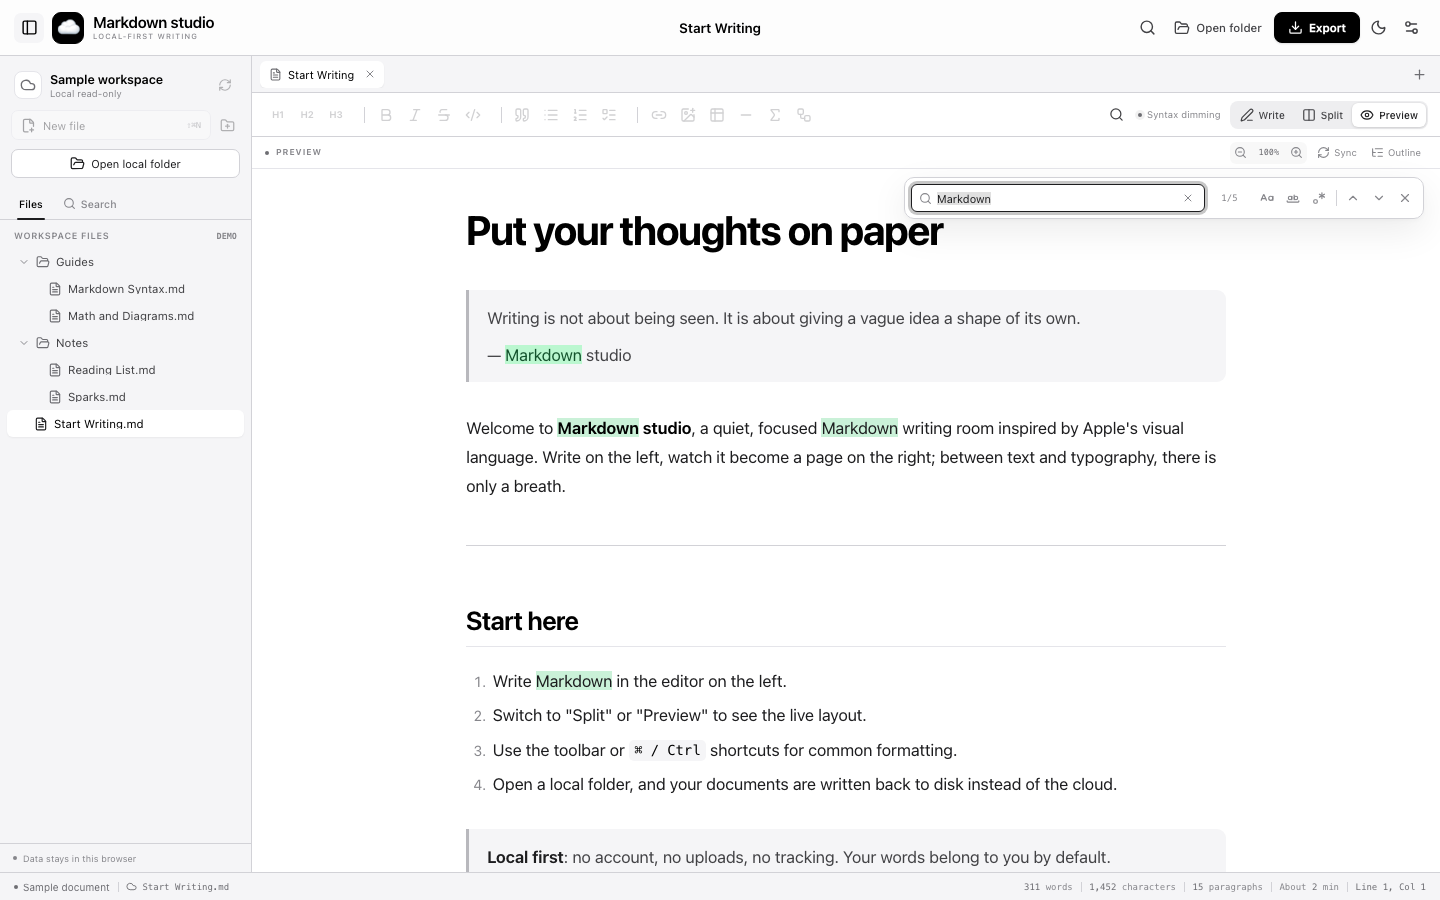 Markdown studio
LOCAL-FIRST WRITING
Start Writing
Open folder
Export
Sample workspace
Local read-only
New file
⇧⌘N
Open local folder
Files
Search
WORKSPACE FILES
DEMO
Guides
Markdown Syntax.md
Math and Diagrams.md
Notes
Reading List.md
Sparks.md
Start Writing.md
Data stays in this browser
Start Writing
H1 H2 H3
Syntax dimming
Write
Split
Preview
PREVIEW
100%
Sync
Outline
Markdown
1/5
Aa
ab
Put your thoughts on paper
Writing is not about being seen. It is about giving a vague idea a shape of its own.
— Markdown studio
Welcome to Markdown studio, a quiet, focused Markdown writing room inspired by Apple's visual
language. Write on the left, watch it become a page on the right; between text and typography, there is
only a breath.
Start here
1. Write Markdown in the editor on the left.
2. Switch to "Split" or "Preview" to see the live layout.
3. Use the toolbar or ⌘ / Ctrl shortcuts for common formatting.
4. Open a local folder, and your documents are written back to disk instead of the cloud.
Local first: no account, no uploads, no tracking. Your words belong to you by default.
Sample document
Start Writing.md
311 words
1,452 characters
15 paragraphs
About 2 min
Line 1, Col 1